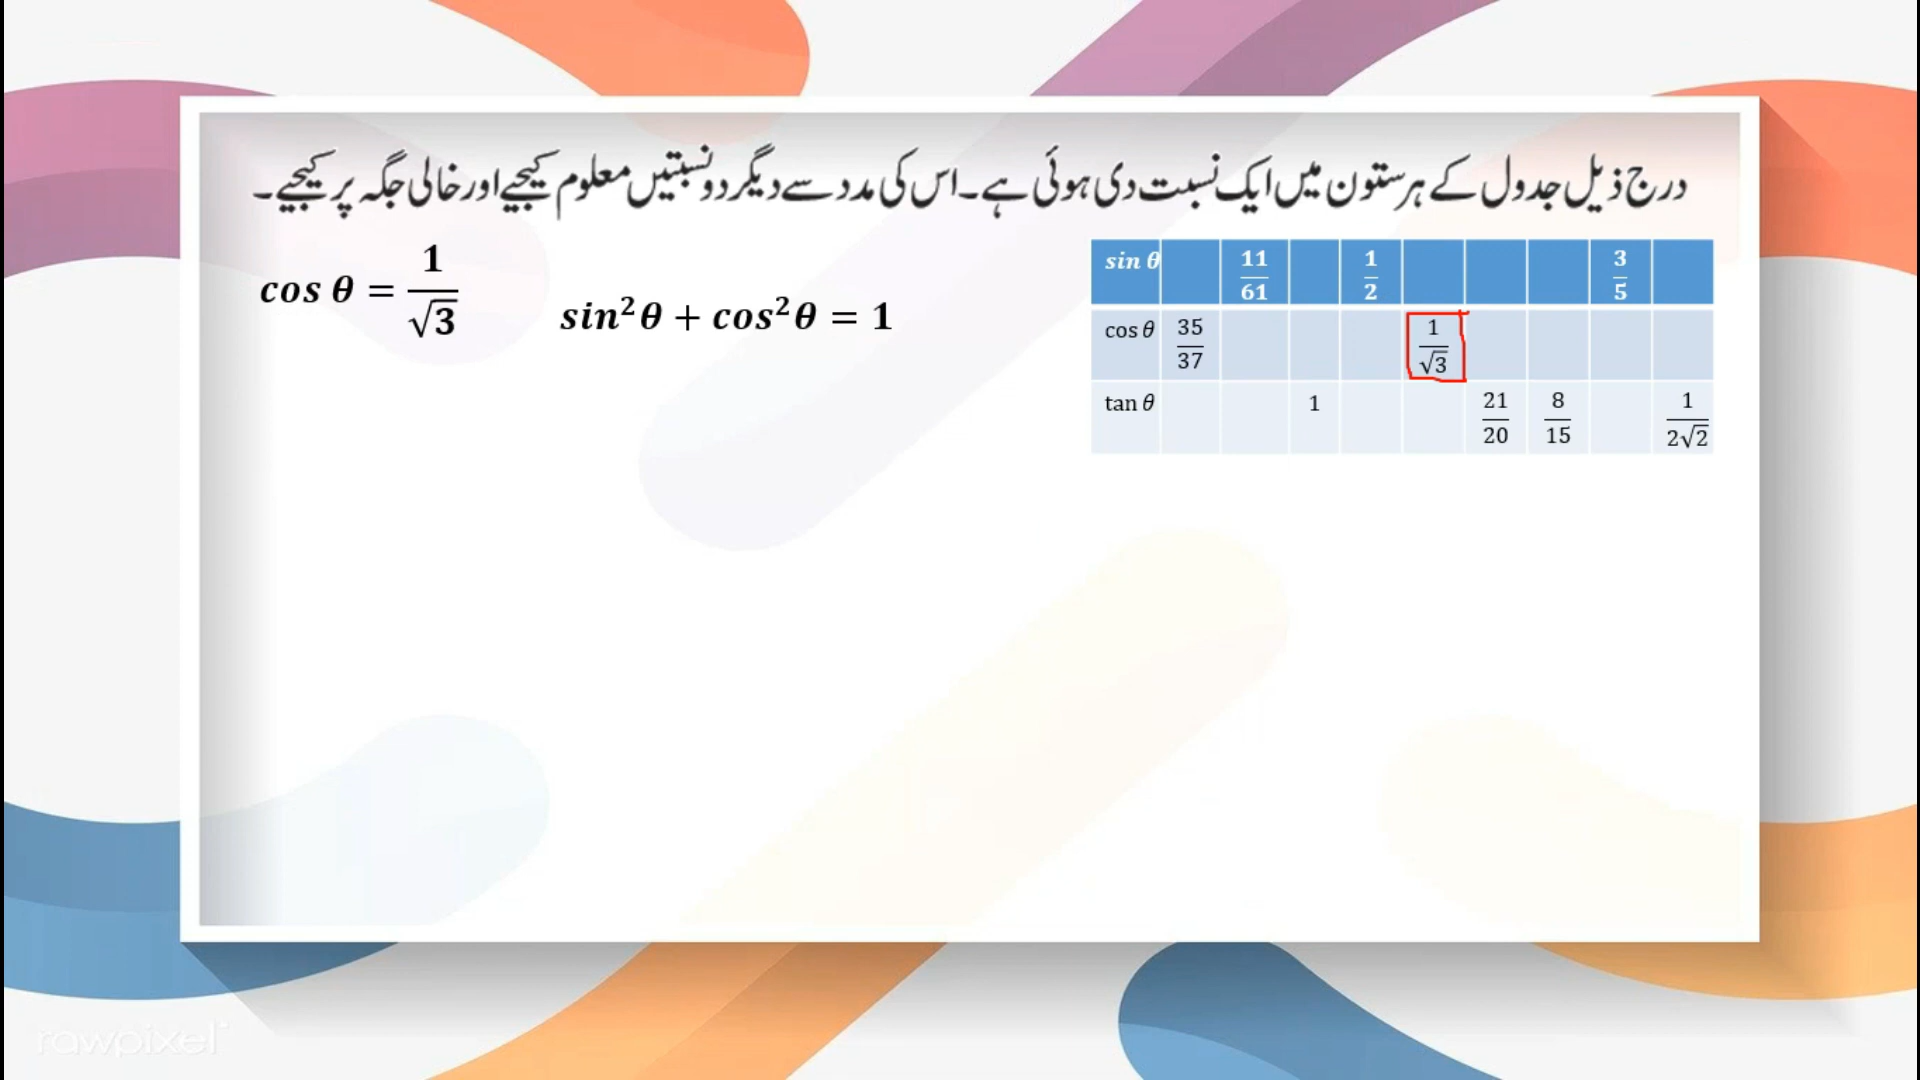 درج ذیل جدول کے ہر ستون میں ایک نسبت دی ہوئی ہے۔ اس کی مدد سے دیگر دو نسبتیں معلوم کیجیے اور خالی جگہ پر کیجیے۔
cos θ = 1/√3
sin²θ + cos²θ = 1
sin θ 11/61 1/2 3/5
cos θ 35/37 1/√3
tan θ 1 21/20 8/15 1/2√2
rawpixel